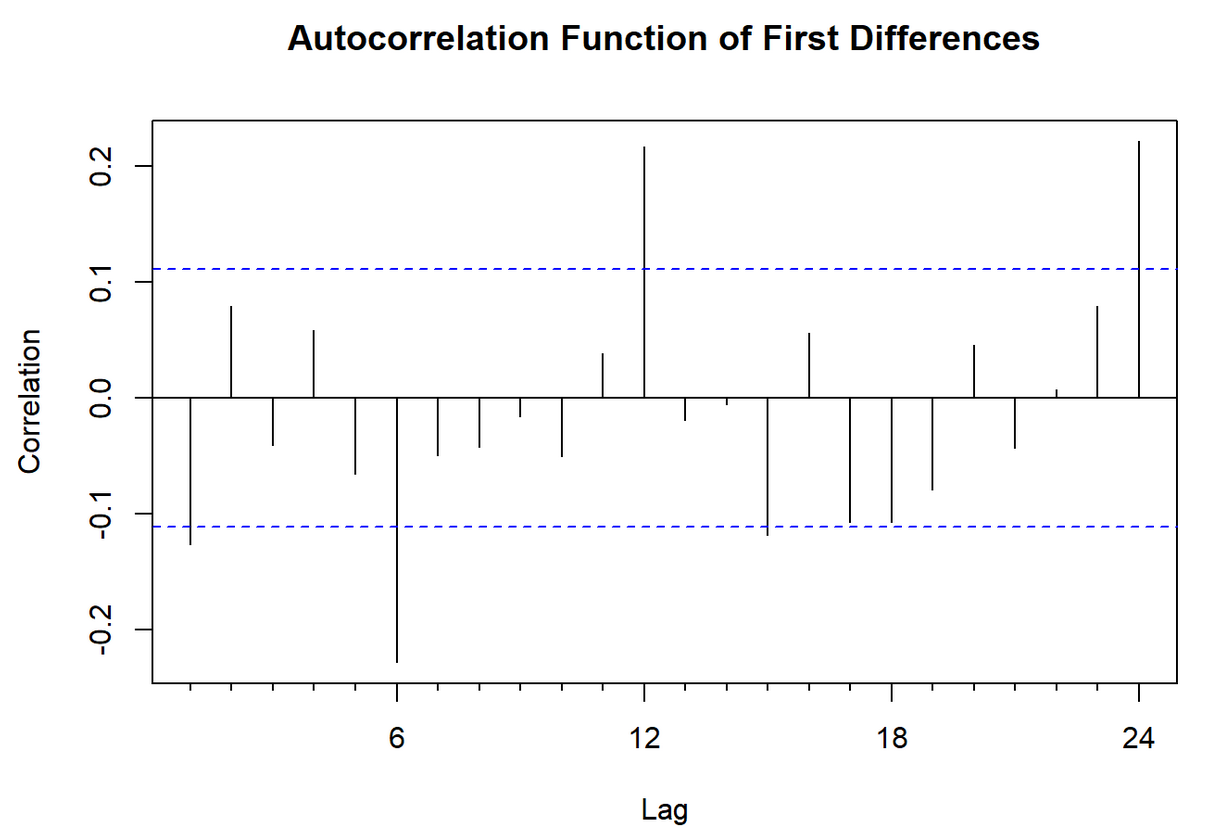 Autocorrelation Function of First Differences
Correlation
0.2
0.1
0.0
-0.1
-0.2
6 12 18 24
Lag